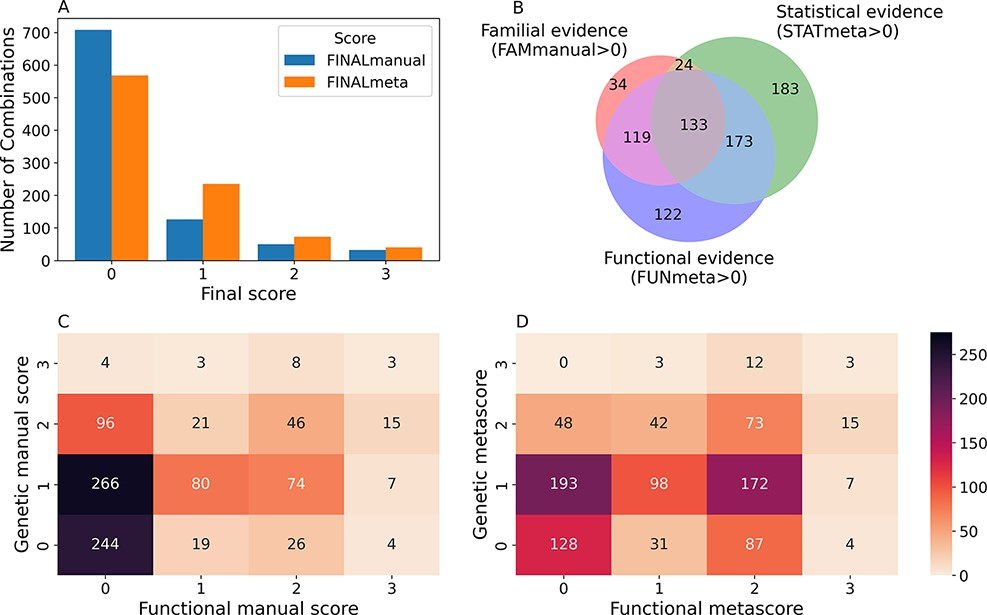 A
Number of Combinations
700
600
500
400
300
200
100
0
0 1 2 3
Final score
Score
FINALmanual
FINALmeta
B
Familial evidence
(FAMmanual>0)
Statistical evidence
(STATmeta>0)
34
24
183
119
133
173
122
Functional evidence
(FUNmeta>0)
C
Genetic manual score
3
4 3 8 3
2
96 21 46 15
1
266 80 74 7
0
244 19 26 4
0 1 2 3
Functional manual score
D
Genetic metascore
3
0 3 12 3
2
48 42 73 15
1
193 98 172 7
0
128 31 87 4
0 1 2 3
Functional metascore
250
200
150
100
50
0